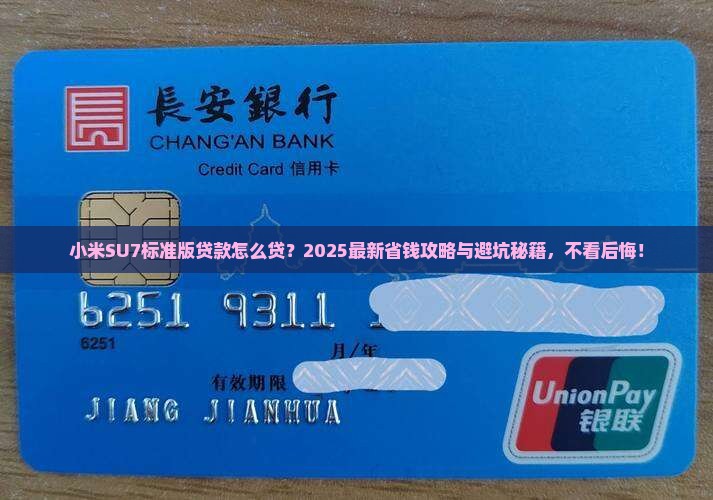 長安銀行
CHANG'AN BANK
Credit Card 信用卡
小米SU7标准版贷款怎么贷？2025最新省钱攻略与避坑秘籍，不看后悔！
6251 9311 1
6251
月/年
有效期限
JIANG JIANHUA
UnionPay
银联